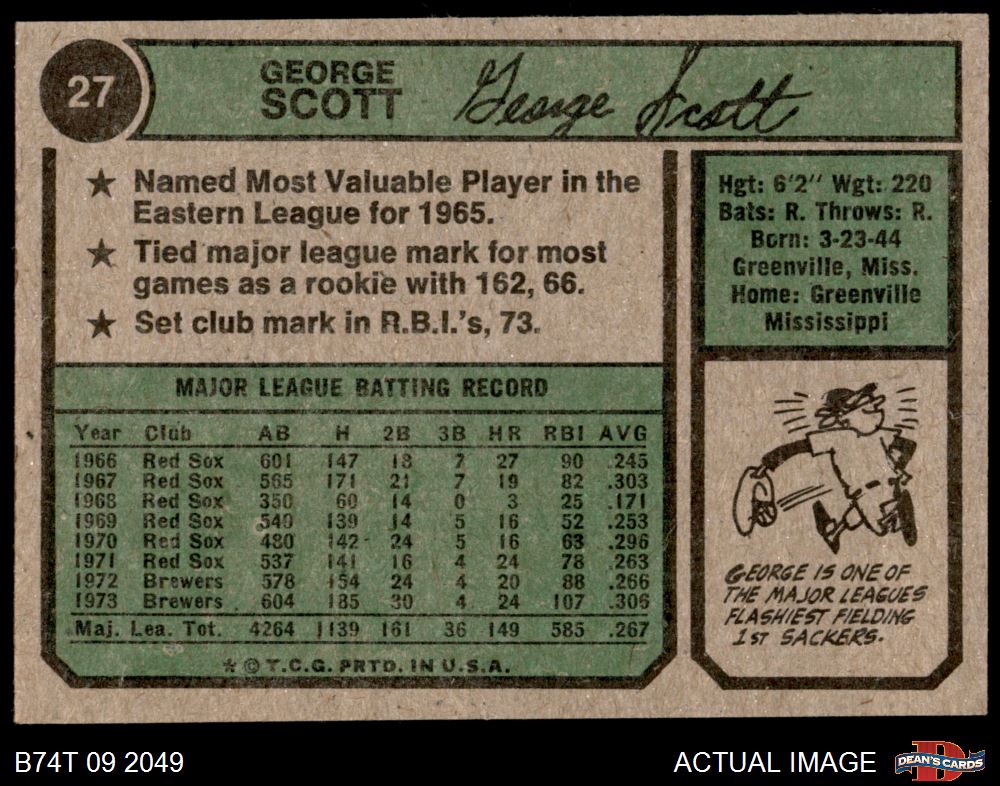 27
GEORGE
SCOTT
George Scott
★ Named Most Valuable Player in the
Eastern League for 1965.
★ Tied major league mark for most
games as a rookie with 162, 66.
★ Set club mark in R.B.I.'s, 73.
Hgt: 6'2" Wgt: 220
Bats: R. Throws: R.
Born: 3-23-44
Greenville, Miss.
Home: Greenville
Mississippi
MAJOR LEAGUE BATTING RECORD
Year Club AB H 2B 3B HR RBI AVG
1966 Red Sox 601 147 18 7 27 90 .245
1967 Red Sox 565 171 21 7 19 82 .303
1968 Red Sox 350 60 14 0 3 25 .171
1969 Red Sox 549 139 14 5 16 52 .253
1970 Red Sox 480 142 24 5 16 63 .296
1971 Red Sox 537 141 16 4 24 78 .263
1972 Brewers 578 154 24 4 20 88 .266
1973 Brewers 604 185 30 4 24 107 .306
Maj. Lea. Tot. 4264 1139 161 36 149 585 .267
★ © T.C.G. PRTD. IN U.S.A.
GEORGE IS ONE OF
THE MAJOR LEAGUES
FLASHIEST FIELDING
1ST SACKERS.
B74T 09 2049
ACTUAL IMAGE
DEAN'S CARDS